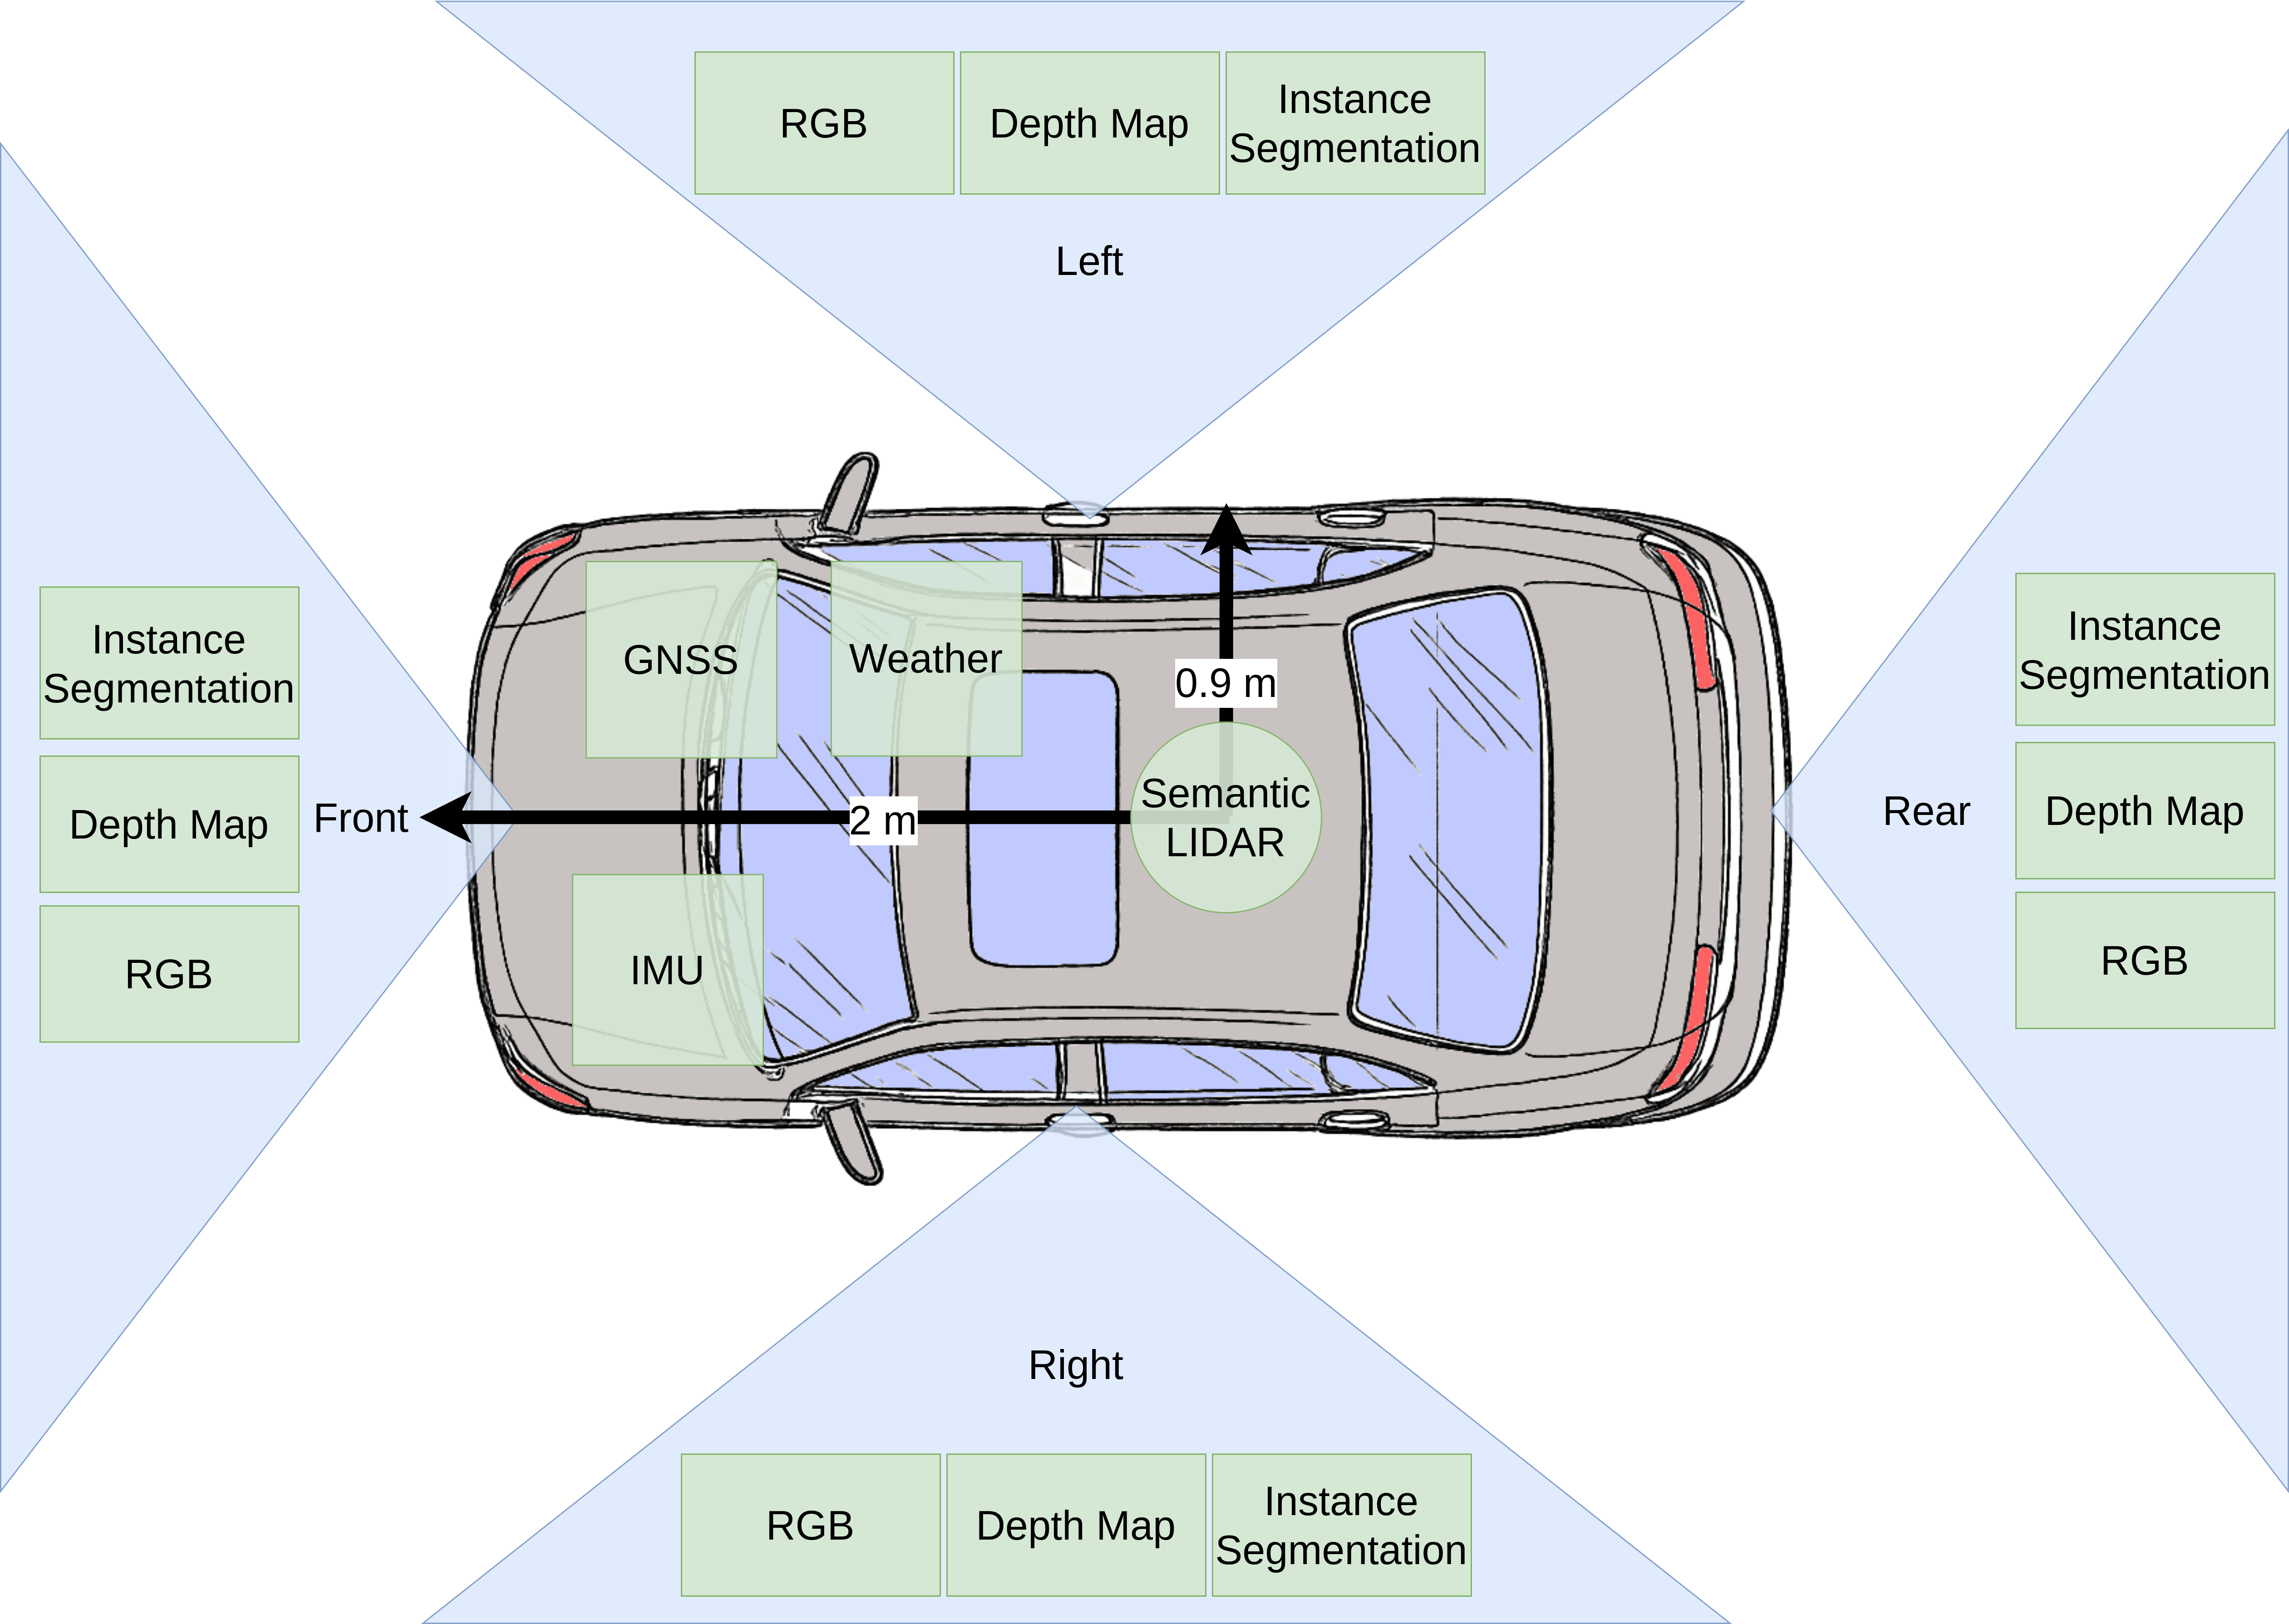 RGB
Depth Map
Instance
Segmentation
Left
GNSS
Weather
0.9 m
Instance
Segmentation
Depth Map
RGB
Front
2 m
Semantic
LIDAR
IMU
Rear
Instance
Segmentation
Depth Map
RGB
Right
RGB
Depth Map
Instance
Segmentation